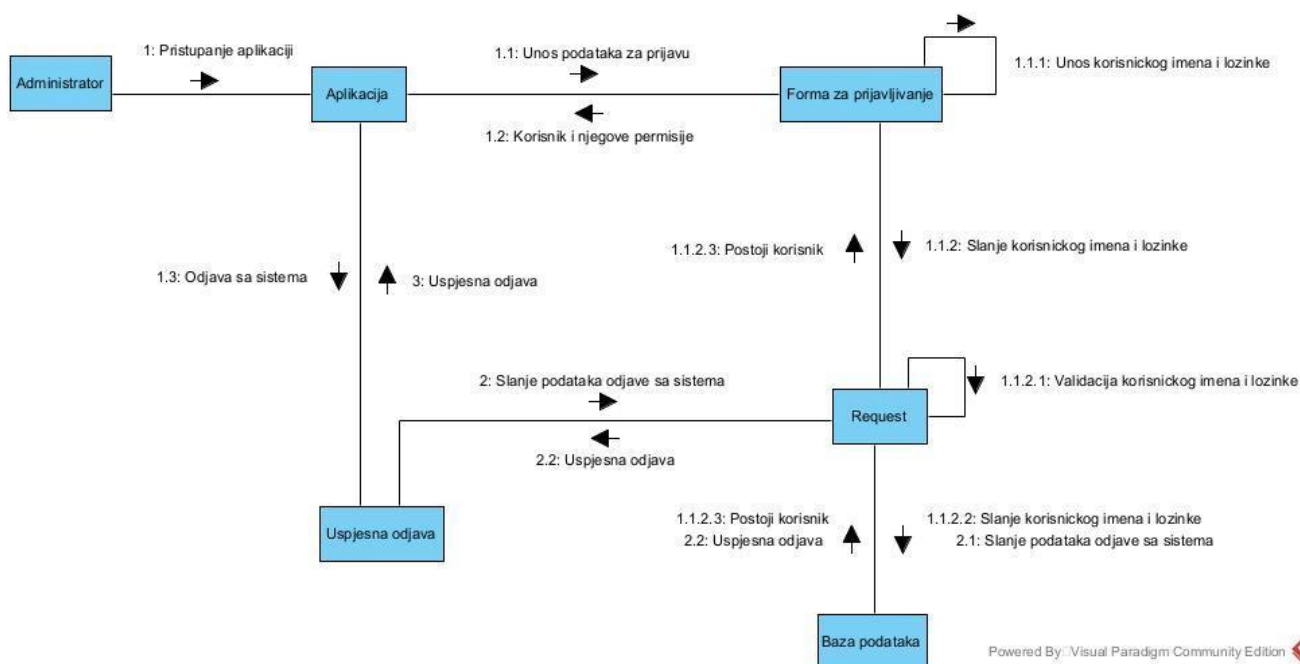 1: Pristupanje aplikaciji
1.1: Unos podataka za prijavu
Administrator
Aplikacija
Forma za prijavljivanje
1.1.1: Unos korisnickog imena i lozinke
1.2: Korisnik i njegove permisije
1.1.2.3: Postoji korisnik
1.1.2: Slanje korisnickog imena i lozinke
1.3: Odjava sa sistema
3: Uspjesna odjava
2: Slanje podataka odjave sa sistema
1.1.2.1: Validacija korisnickog imena i lozinke
Request
2.2: Uspjesna odjava
Uspjesna odjava
1.1.2.3: Postoji korisnik
2.2: Uspjesna odjava
1.1.2.2: Slanje korisnickog imena i lozinke
2.1: Slanje podataka odjave sa sistema
Baza podataka
Powered By Visual Paradigm Community Edition